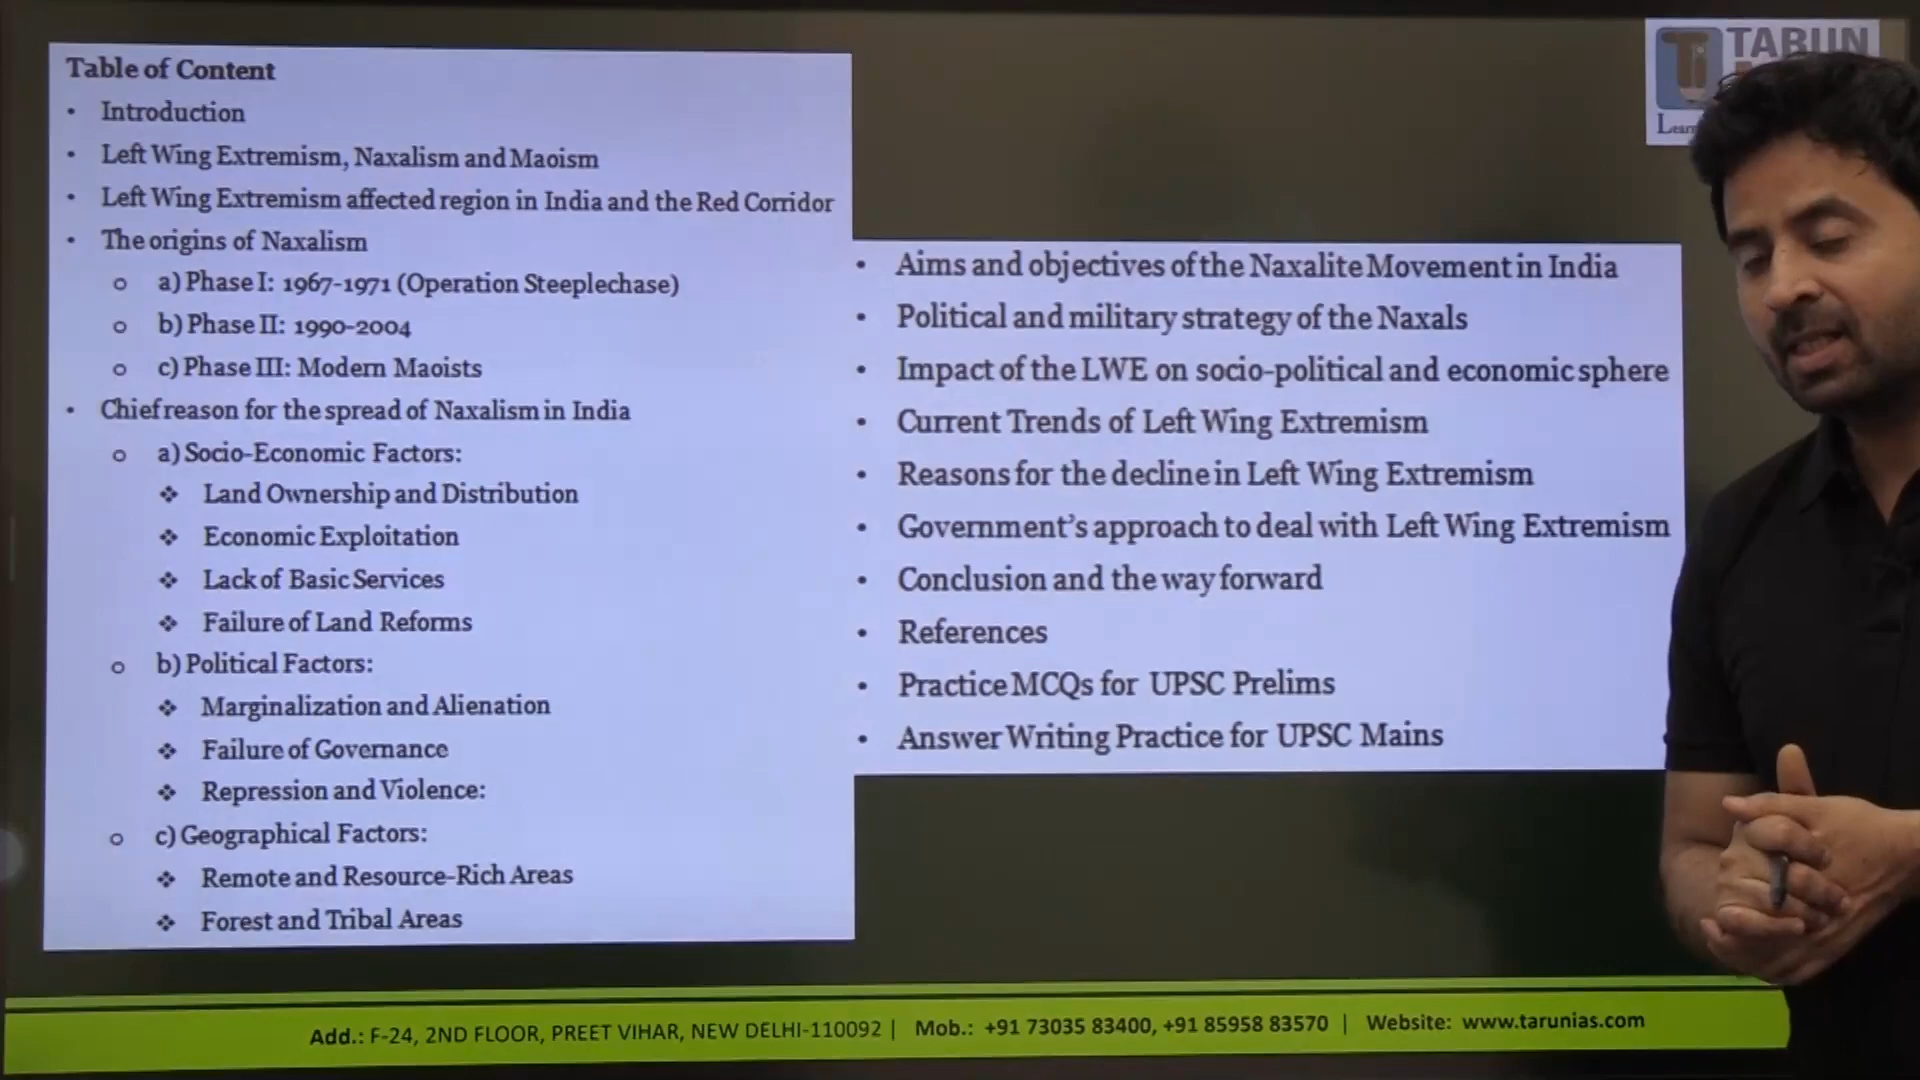 Table of Content
• Introduction
• Left Wing Extremism, Naxalism and Maoism
• Left Wing Extremism affected region in India and the Red Corridor
• The origins of Naxalism
o a) Phase I: 1967-1971 (Operation Steeplechase)
o b) Phase II: 1990-2004
o c) Phase III: Modern Maoists
• Chief reason for the spread of Naxalism in India
o a) Socio-Economic Factors:
❖ Land Ownership and Distribution
❖ Economic Exploitation
❖ Lack of Basic Services
❖ Failure of Land Reforms
o b) Political Factors:
❖ Marginalization and Alienation
❖ Failure of Governance
❖ Repression and Violence:
o c) Geographical Factors:
❖ Remote and Resource-Rich Areas
❖ Forest and Tribal Areas
• Aims and objectives of the Naxalite Movement in India
• Political and military strategy of the Naxals
• Impact of the LWE on socio-political and economic sphere
• Current Trends of Left Wing Extremism
• Reasons for the decline in Left Wing Extremism
• Government's approach to deal with Left Wing Extremism
• Conclusion and the way forward
• References
• Practice MCQs for UPSC Prelims
• Answer Writing Practice for UPSC Mains
TARUN
Add.: F-24, 2ND FLOOR, PREET VIHAR, NEW DELHI-110092 | Mob.: +91 73035 83400, +91 85958 83570 | Website: www.tarunias.com